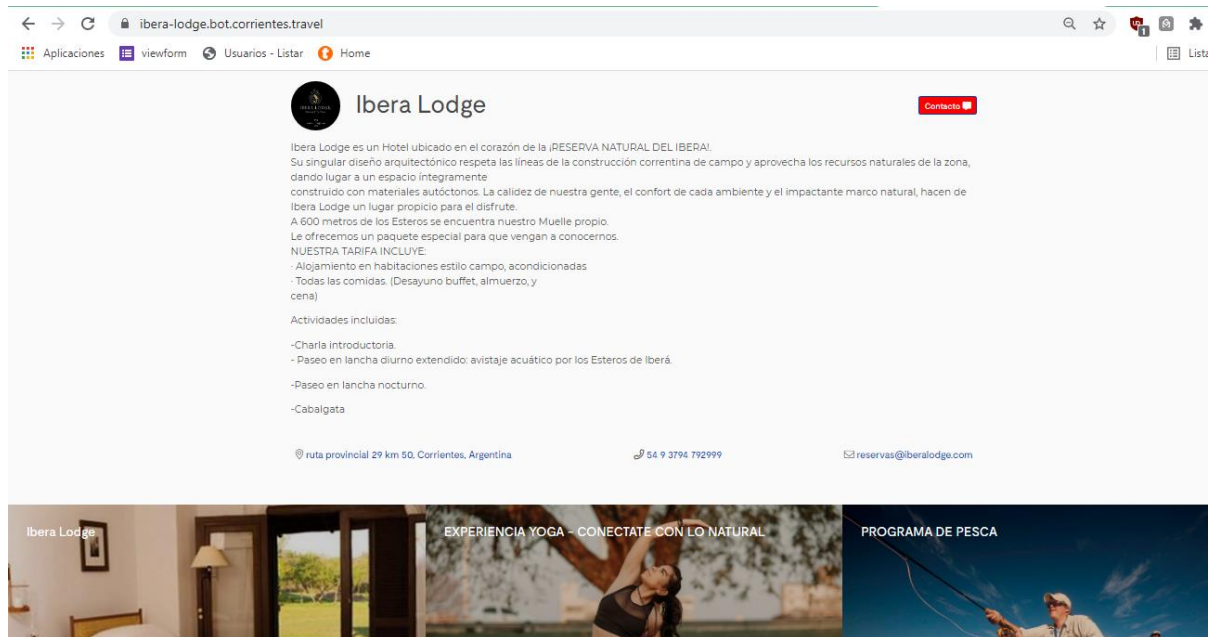 ibera-lodge.bot.corrientes.travel
Aplicaciones viewform Usuarios - Listar Home Lista
Ibera Lodge
Contacto
Ibera Lodge es un Hotel ubicado en el corazón de la ¡RESERVA NATURAL DEL IBERA!.
Su singular diseño arquitectónico respeta las líneas de la construcción correntina de campo y aprovecha los recursos naturales de la zona,
dando lugar a un espacio íntegramente
construido con materiales autóctonos. La calidez de nuestra gente, el confort de cada ambiente y el impactante marco natural, hacen de
Ibera Lodge un lugar propicio para el disfrute.
A 600 metros de los Esteros se encuentra nuestro Muelle propio.
Le ofrecemos un paquete especial para que vengan a conocernos.
NUESTRA TARIFA INCLUYE:
· Alojamiento en habitaciones estilo campo, acondicionadas
· Todas las comidas. (Desayuno buffet, almuerzo, y
cena)
Actividades incluidas:
-Charla introductoria.
- Paseo en lancha diurno extendido: avistaje acuático por los Esteros de Iberá.
-Paseo en lancha nocturno.
-Cabalgata
ruta provincial 29 km 50, Corrientes, Argentina
54 9 3794 792999
reservas@iberalodge.com
Ibera Lodge
EXPERIENCIA YOGA - CONECTATE CON LO NATURAL
PROGRAMA DE PESCA